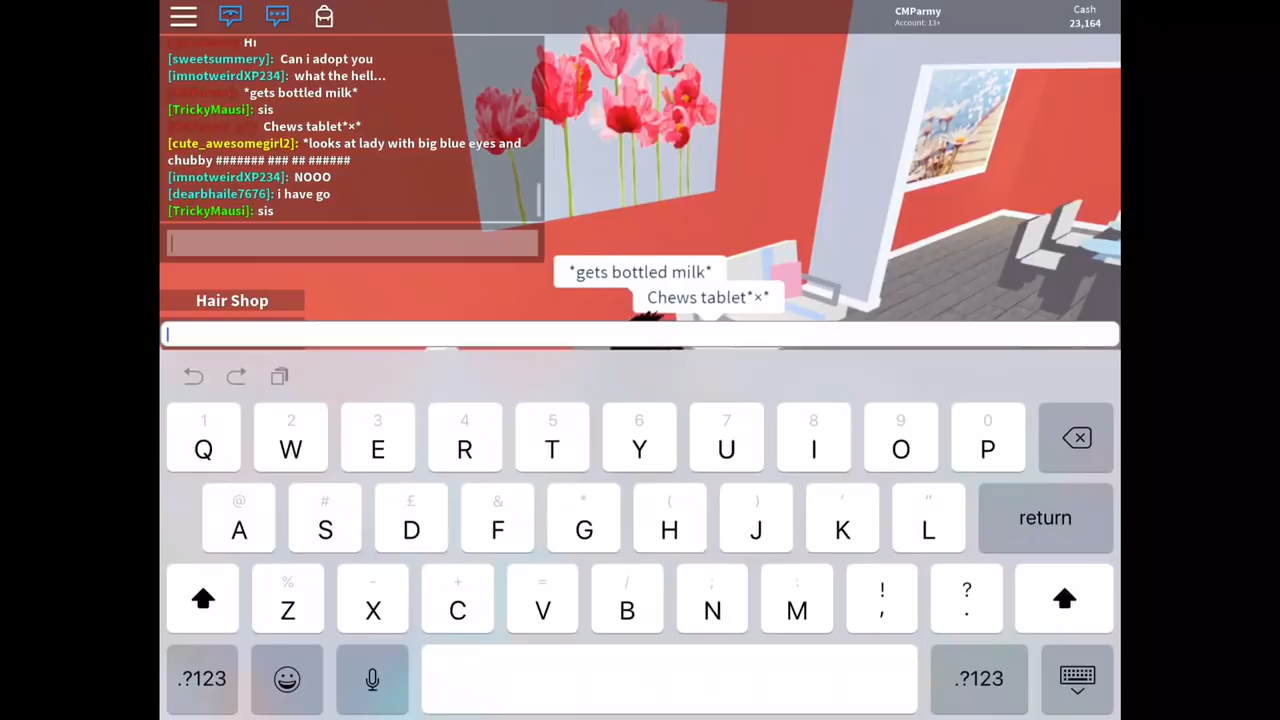 CMPArmy
Account: 13+
Cash
23,164
Hi
[sweetsummery]: Can i adopt you
[imnotweirdXP234]: what the hell...
*gets bottled milk*
[TrickyMausi]: sis
Chews tablet*×*
[cute_awesomegirl2]: *looks at lady with big blue eyes and
chubby ####### ### ## ######
[imnotweirdXP234]: NOOO
[dearbhaile7676]: i have go
[TrickyMausi]: sis
*gets bottled milk*
Chews tablet*×*
Hair Shop
1 2 3 4 5 6 7 8 9 0
Q W E R T Y U I O P
@ # £ & * ( ) ' "
A S D F G H J K L return
% - + = / ; : ! ?
Z X C V B N M , .
.?123 .?123